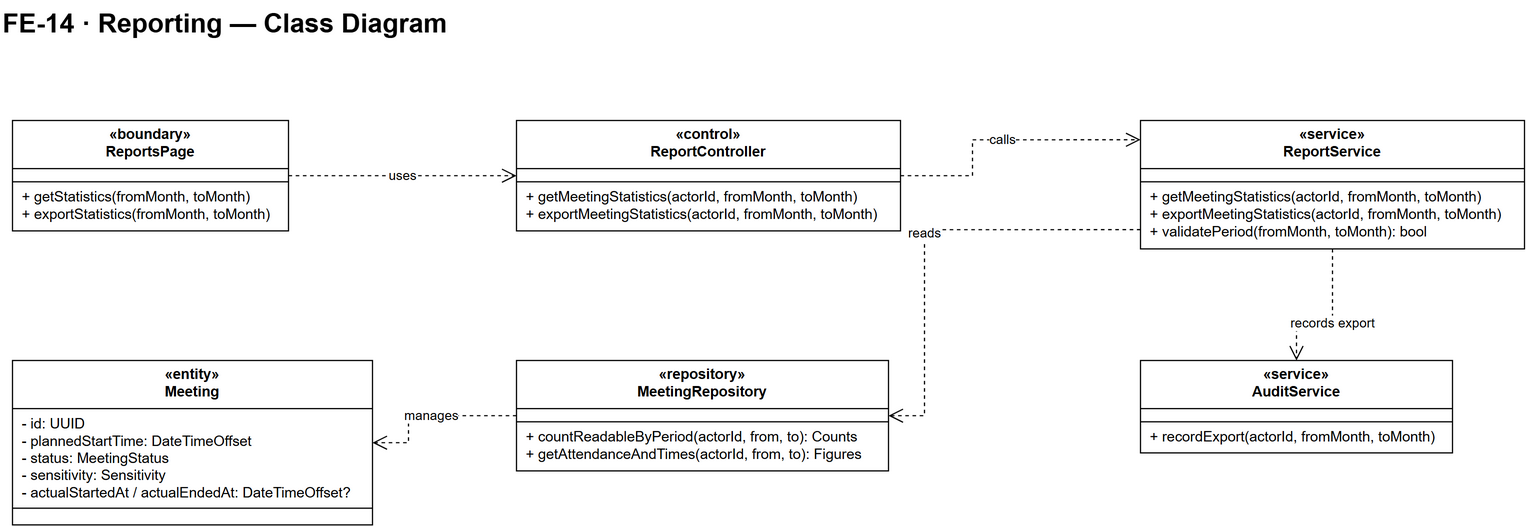 FE-14 · Reporting — Class Diagram
«boundary»
ReportsPage
+ getStatistics(fromMonth, toMonth)
+ exportStatistics(fromMonth, toMonth)
uses
«control»
ReportController
+ getMeetingStatistics(actorId, fromMonth, toMonth)
+ exportMeetingStatistics(actorId, fromMonth, toMonth)
calls
«service»
ReportService
+ getMeetingStatistics(actorId, fromMonth, toMonth)
+ exportMeetingStatistics(actorId, fromMonth, toMonth)
+ validatePeriod(fromMonth, toMonth): bool
reads
records export
«entity»
Meeting
- id: UUID
- plannedStartTime: DateTimeOffset
- status: MeetingStatus
- sensitivity: Sensitivity
- actualStartedAt / actualEndedAt: DateTimeOffset?
manages
«repository»
MeetingRepository
+ countReadableByPeriod(actorId, from, to): Counts
+ getAttendanceAndTimes(actorId, from, to): Figures
«service»
AuditService
+ recordExport(actorId, fromMonth, toMonth)